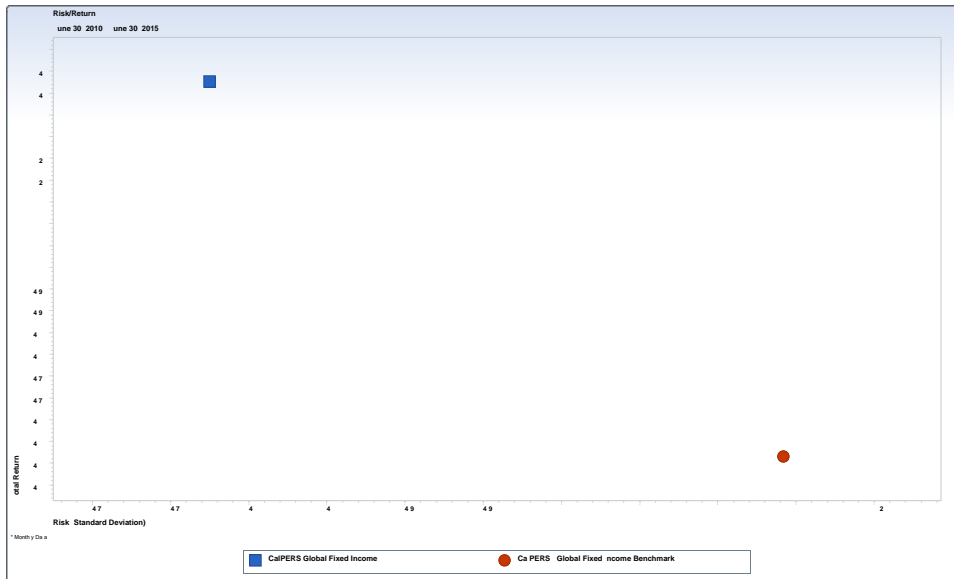 Risk/Return
une 30 2010 une 30 2015
4
4
2
2
4 9
4 9
4
4
4 7
4 7
4
4
4
4
otal Return
4 7 4 7 4 4 4 9 4 9 2
Risk Standard Deviation)
* Month y Da a
CalPERS Global Fixed Income
Ca PERS Global Fixed ncome Benchmark